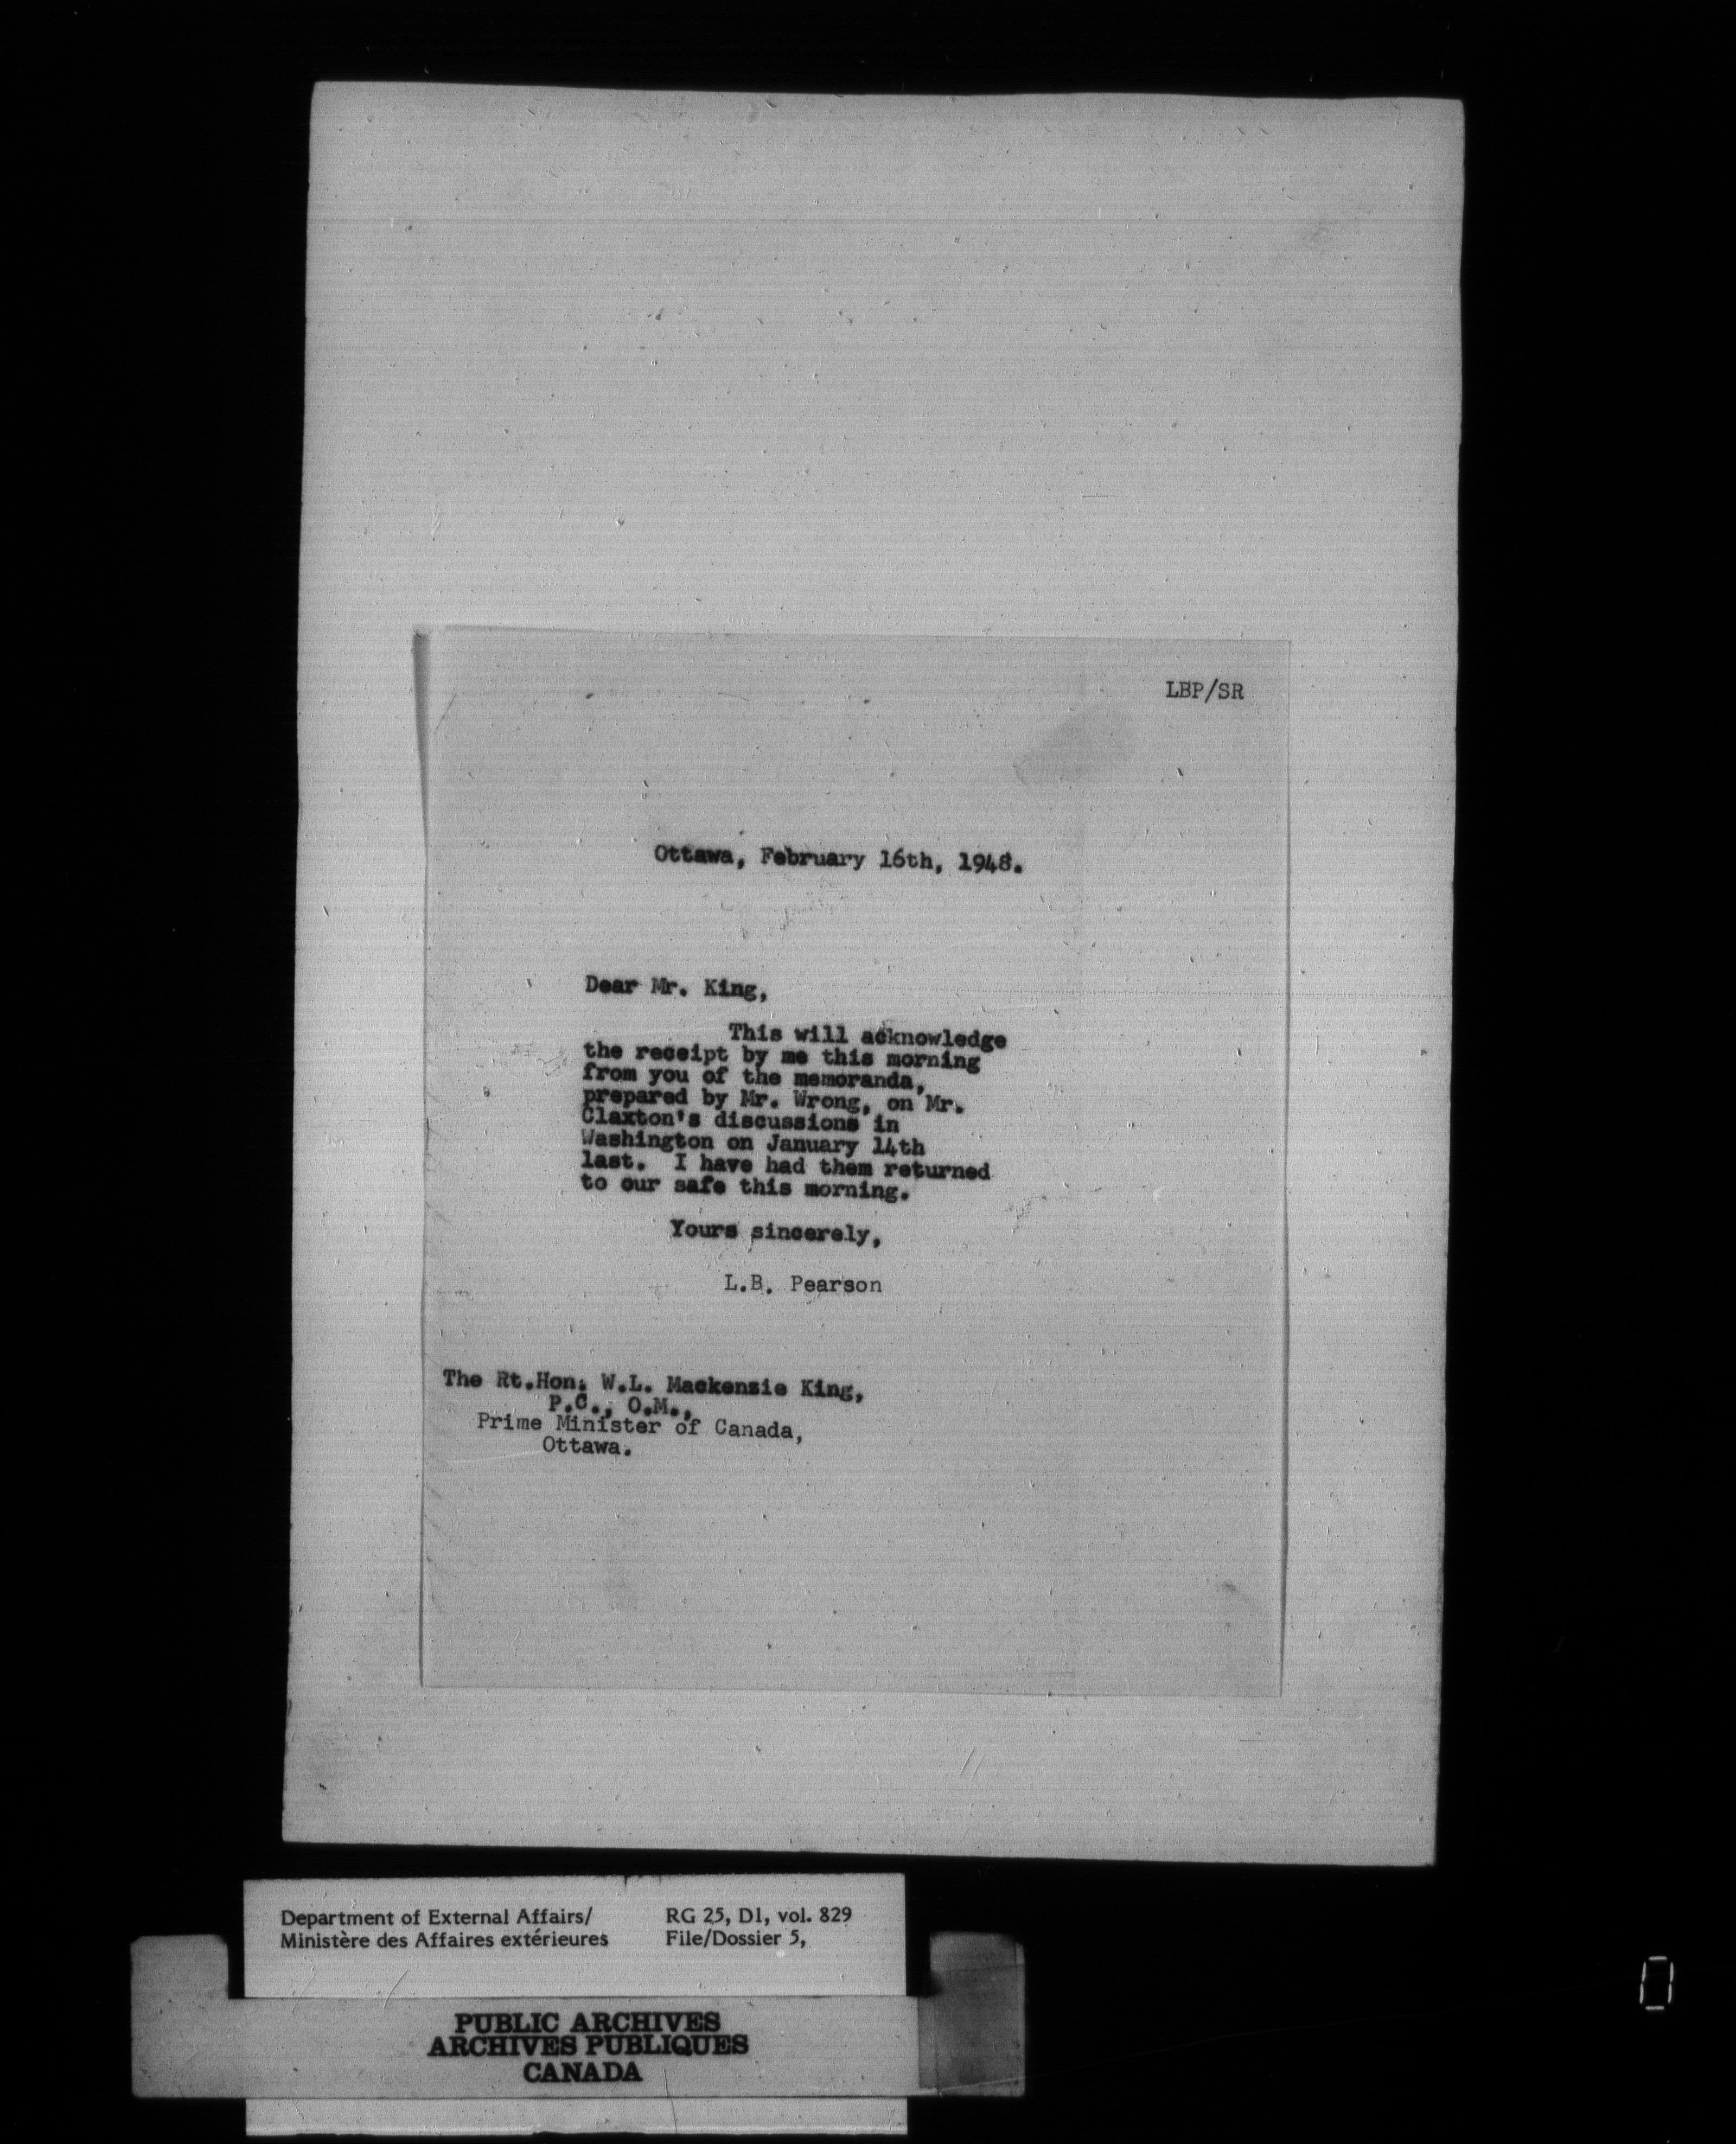 LBP/SR
Ottawa, February 16th, 1948.
Dear Mr. King,
This will acknowledge
the receipt by me this morning
from you of the memoranda,
prepared by Mr. Wrong, on Mr.
Claxton's discussions in
Washington on January 14th
last. I have had them returned
to our safe this morning.
Yours sincerely,
L.B. Pearson
The Rt.Hon. W.L. Mackenzie King,
P.C., O.M.,
Prime Minister of Canada,
Ottawa.
Department of External Affairs/
Ministère des Affaires extérieures
RG 25, D1, vol. 829
File/Dossier 5,
PUBLIC ARCHIVES
ARCHIVES PUBLIQUES
CANADA
0